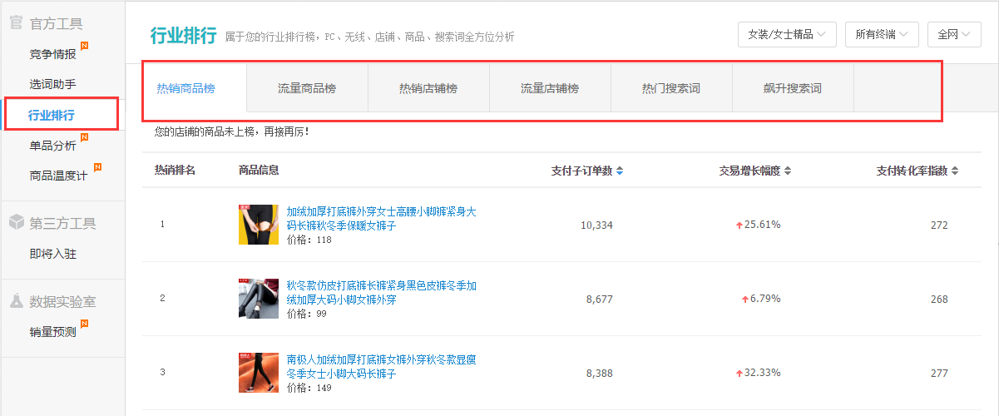 官方工具
竞争情报 N
选词助手
行业排行
单品分析 N
商品温度计 N
第三方工具
即将入驻
数据实验室
销量预测 N
行业排行 属于您的行业排行榜，PC、无线、店铺、商品、搜索词全方位分析
女装/女士精品 所有终端 全网
热销商品榜 流量商品榜 热销店铺榜 流量店铺榜 热门搜索词 飙升搜索词
您的店铺的商品未上榜，再接再厉！
热销排名 商品信息 支付子订单数 交易增长幅度 支付转化率指数
1
加绒加厚打底裤外穿女士高腰小脚裤紧身大
码长裤秋冬季保暖女裤子
价格：118
10,334 25.61% 272
2
秋冬款仿皮打底裤长裤紧身黑色皮裤冬季加
绒加厚大码小脚女裤外穿
价格：99
8,677 6.79% 268
3
南极人加绒加厚打底裤女裤外穿秋冬款显瘦
冬季女士小脚大码长裤子
价格：149
8,388 32.33% 277